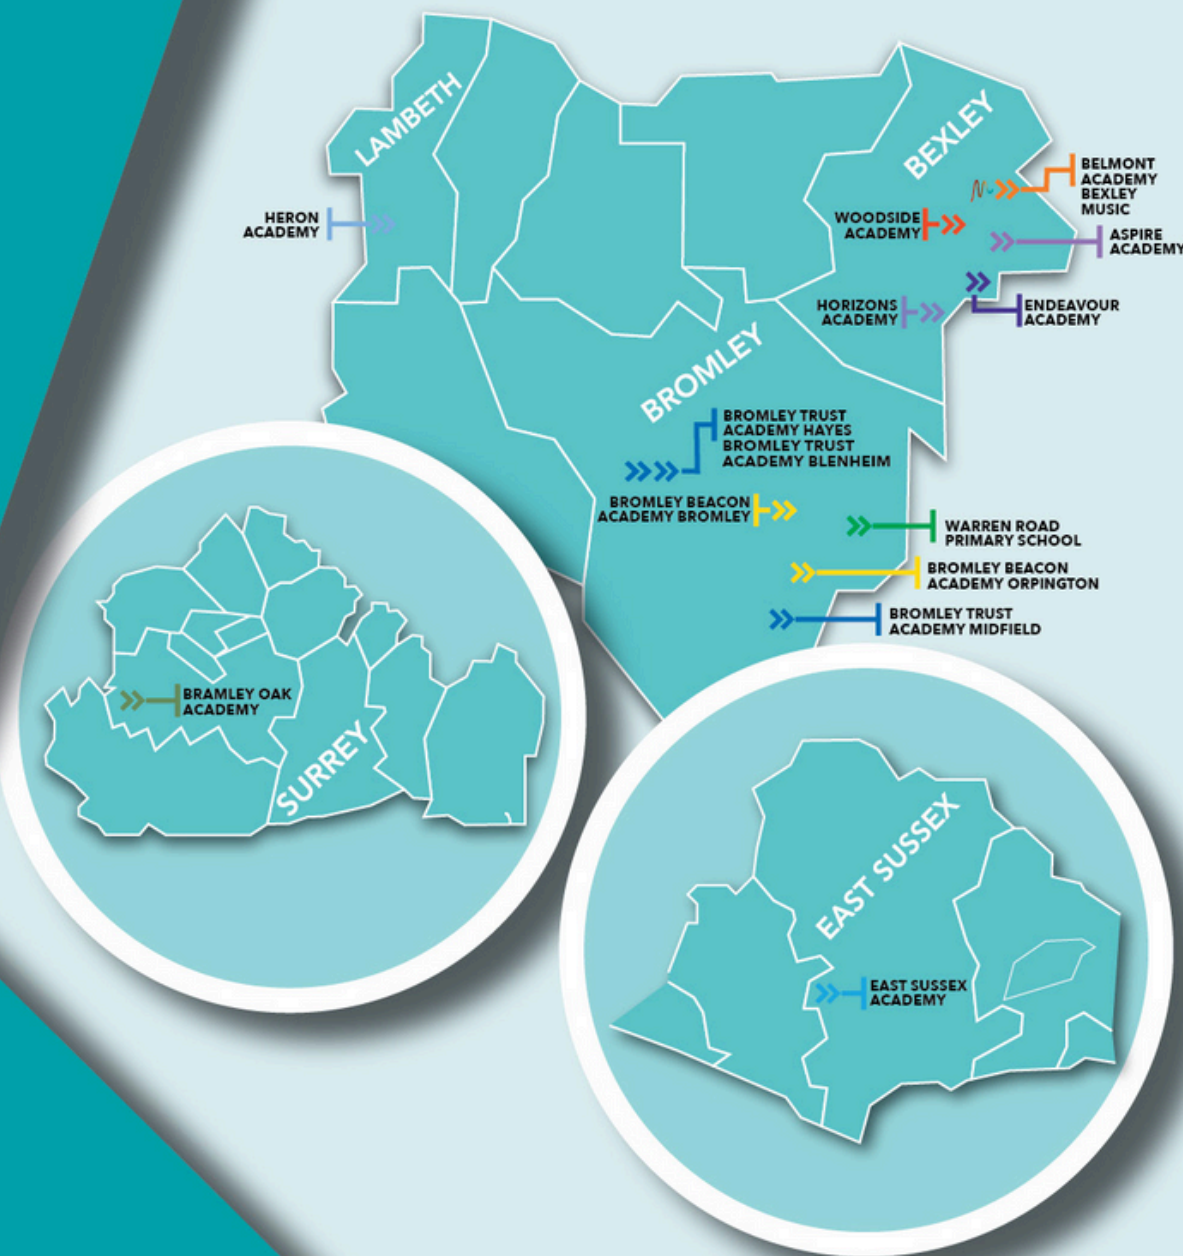 LAMBETH
BEXLEY
BELMONT
ACADEMY
BEXLEY
MUSIC
HERON
ACADEMY
WOODSIDE
ACADEMY
ASPIRE
ACADEMY
HORIZONS
ACADEMY
ENDEAVOUR
ACADEMY
BROMLEY
BROMLEY TRUST
ACADEMY HAYES
BROMLEY TRUST
ACADEMY BLENHEIM
BROMLEY BEACON
ACADEMY BROMLEY
WARREN ROAD
PRIMARY SCHOOL
BROMLEY BEACON
ACADEMY ORPINGTON
BROMLEY TRUST
ACADEMY MIDFIELD
BRAMLEY OAK
ACADEMY
SURREY
EAST SUSSEX
EAST SUSSEX
ACADEMY